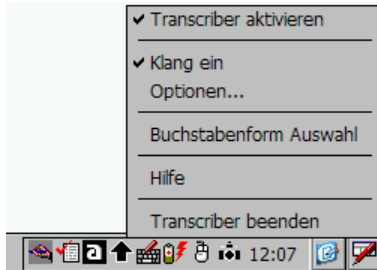 Transcriber aktivieren
Klang ein
Optionen...
Buchstabenform Auswahl
Hilfe
Transcriber beenden
a 12:07